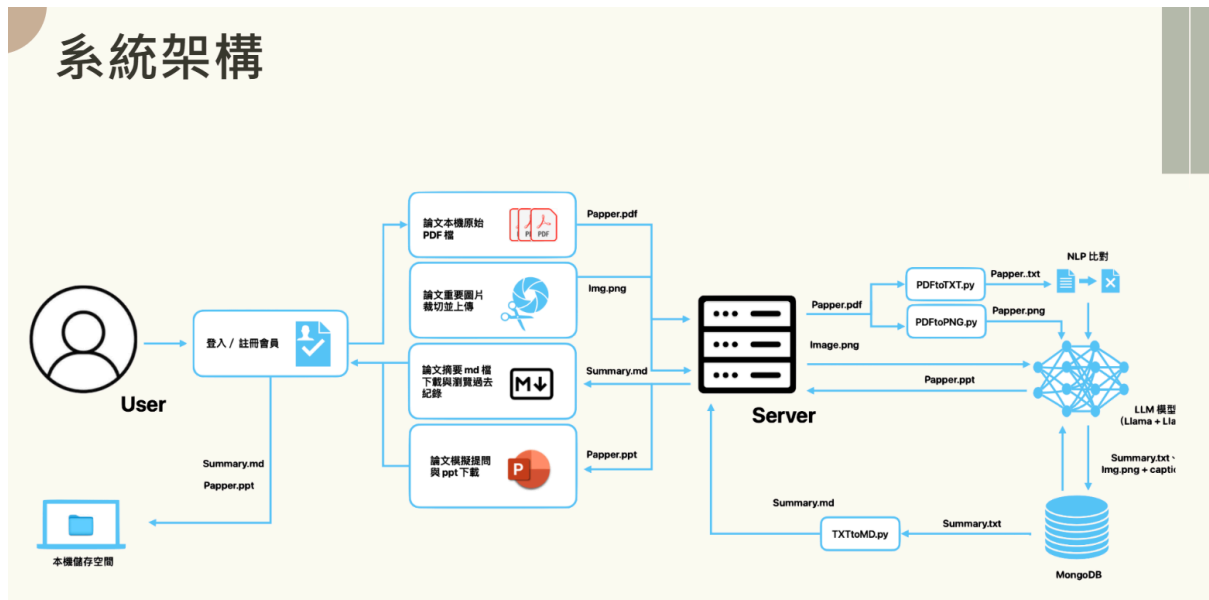 系統架構
User
登入 / 註冊會員
Summary.md
Papper.ppt
本機儲存空間
論文本機原始
PDF 檔
PDF
論文重要圖片
裁切並上傳
論文摘要 md 檔
下載與瀏覽過去
記錄
M
論文模擬提問
與 ppt 下載
P
Papper.pdf
Img.png
Summary.md
Papper.ppt
Server
Papper.pdf
Image.png
Papper.ppt
PDFtoTXT.py
PDFtoPNG.py
Papper..txt
Papper.png
NLP 比對
LLM 模型
(Llama + Lla
Summary.txt、
Img.png + captic
MongoDB
Summary.txt
TXTtoMD.py
Summary.md